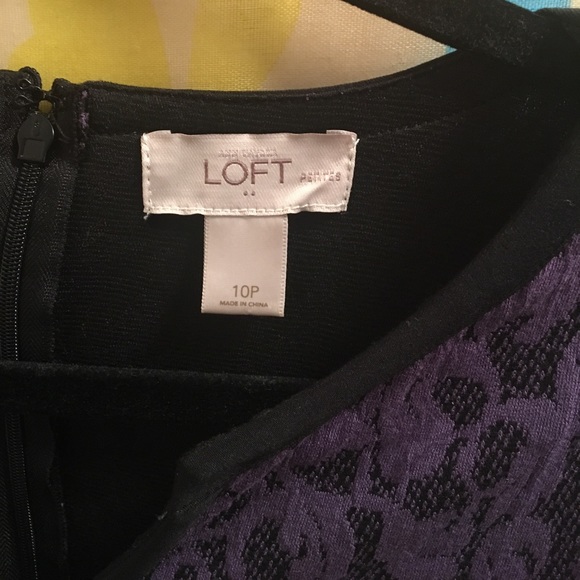 LOFT
PETITES
10P
MADE IN CHINA